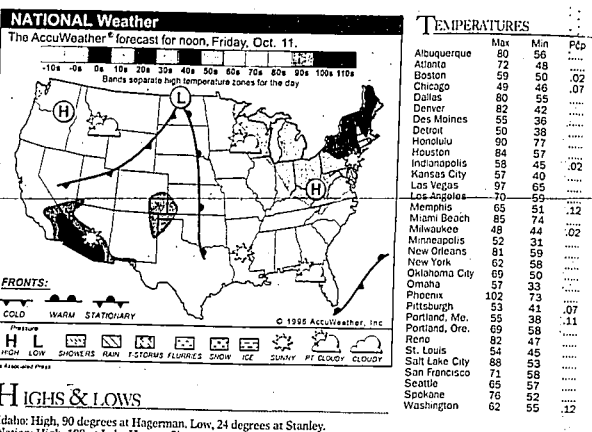 NATIONAL Weather
The AccuWeather® forecast for noon, Friday, Oct. 11.
-10s -0s 0s 10s 20s 30s 40s 50s 60s 70s 80s 90s 100s 110s
Bands separate high temperature zones for the day
H
L
H
FRONTS:
COLD WARM STATIONARY
© 1996 AccuWeather, Inc
Pressure
H L
HIGH LOW SHOWERS RAIN T-STORMS FLURRIES SNOW ICE SUNNY PT. CLOUDY CLOUDY
Associated Press
HIGHS & LOWS
Idaho: High, 90 degrees at Hagerman. Low, 24 degrees at Stanley.
TEMPERATURES
Max Min Pcp
Albuquerque 80 56 .....
Atlanta 72 48 .....
Boston 59 50 .02
Chicago 49 46 .07
Dallas 80 55 .....
Denver 82 42 .....
Des Moines 55 36 .....
Detroit 50 38 .....
Honolulu 90 77 .....
Houston 84 57 .....
Indianapolis 58 45 .02
Kansas City 57 40 .....
Las Vegas 97 65 .....
Los Angeles 70 59 .....
Memphis 65 51 .12
Miami Beach 85 74 .....
Milwaukee 48 44 .02
Minneapolis 52 31 .....
New Orleans 81 59 .....
New York 62 58 .....
Oklahoma City 69 50 .....
Omaha 57 33 .....
Phoenix 102 73 .....
Pittsburgh 53 41 .07
Portland, Me. 55 38 .11
Portland, Ore. 69 58 .....
Reno 82 47 .....
St. Louis 54 45 .....
Salt Lake City 88 53 .....
San Francisco 71 58 .....
Seattle 65 57 .....
Spokane 76 52 .....
Washington 62 55 .12